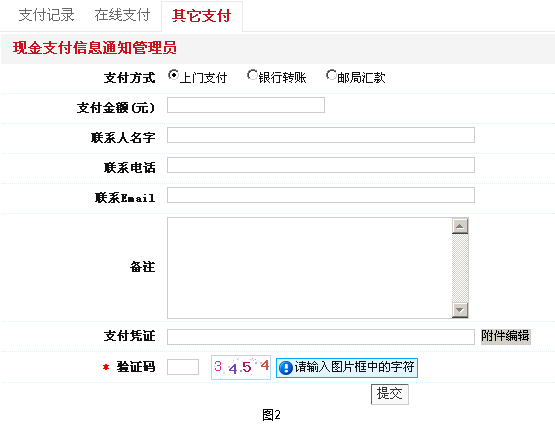 支付记录 在线支付 其它支付
现金支付信息通知管理员
支付方式 上门支付 银行转账 邮局汇款
支付金额(元)
联系人名字
联系电话
联系Email
备注
支付凭证 附件编辑
* 验证码 3 4 5 4 请输入图片框中的字符
提交
图2